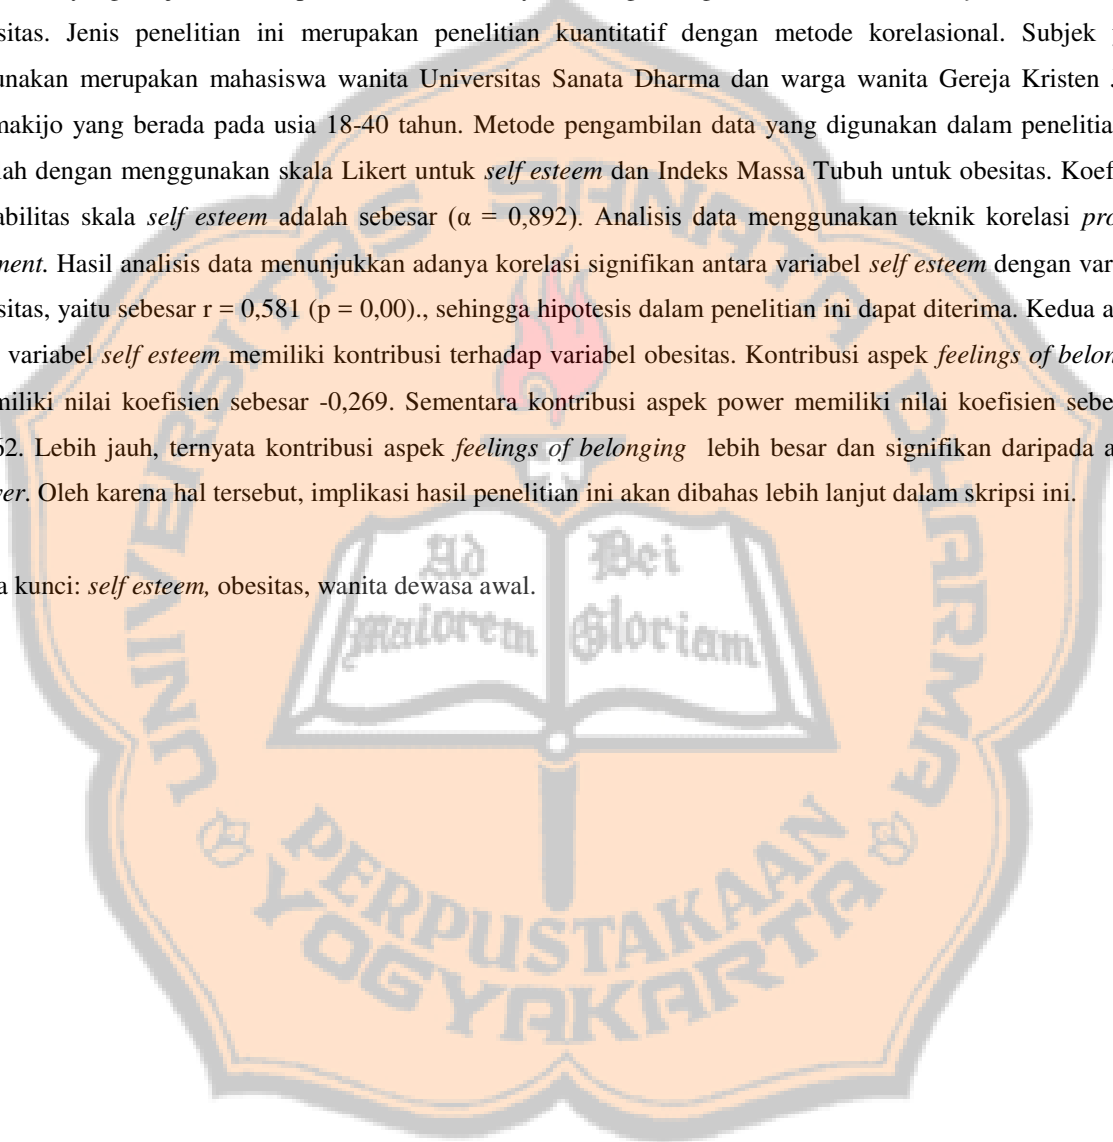 sitas. Jenis penelitian ini merupakan penelitian kuantitatif dengan metode korelasional. Subjek
unakan merupakan mahasiswa wanita Universitas Sanata Dharma dan warga wanita Gereja Kristen
nakijo yang berada pada usia 18-40 tahun. Metode pengambilan data yang digunakan dalam penelitian
lah dengan menggunakan skala Likert untuk self esteem dan Indeks Massa Tubuh untuk obesitas. Koef
abilitas skala self esteem adalah sebesar (α = 0,892). Analisis data menggunakan teknik korelasi pro
ment. Hasil analisis data menunjukkan adanya korelasi signifikan antara variabel self esteem dengan var
sitas, yaitu sebesar r = 0,581 (p = 0,00)., sehingga hipotesis dalam penelitian ini dapat diterima. Kedua a
variabel self esteem memiliki kontribusi terhadap variabel obesitas. Kontribusi aspek feelings of belon
niliki nilai koefisien sebesar -0,269. Sementara kontribusi aspek power memiliki nilai koefisien sebe
62. Lebih jauh, ternyata kontribusi aspek feelings of belonging lebih besar dan signifikan daripada a
ver. Oleh karena hal tersebut, implikasi hasil penelitian ini akan dibahas lebih lanjut dalam skripsi ini.
a kunci: self esteem, obesitas, wanita dewasa awal.
UNIVERSITAS SANATA DHARMA
Ad Dei
maiorem Gloriam
PERPUSTAKAAN
YOGYAKARTA